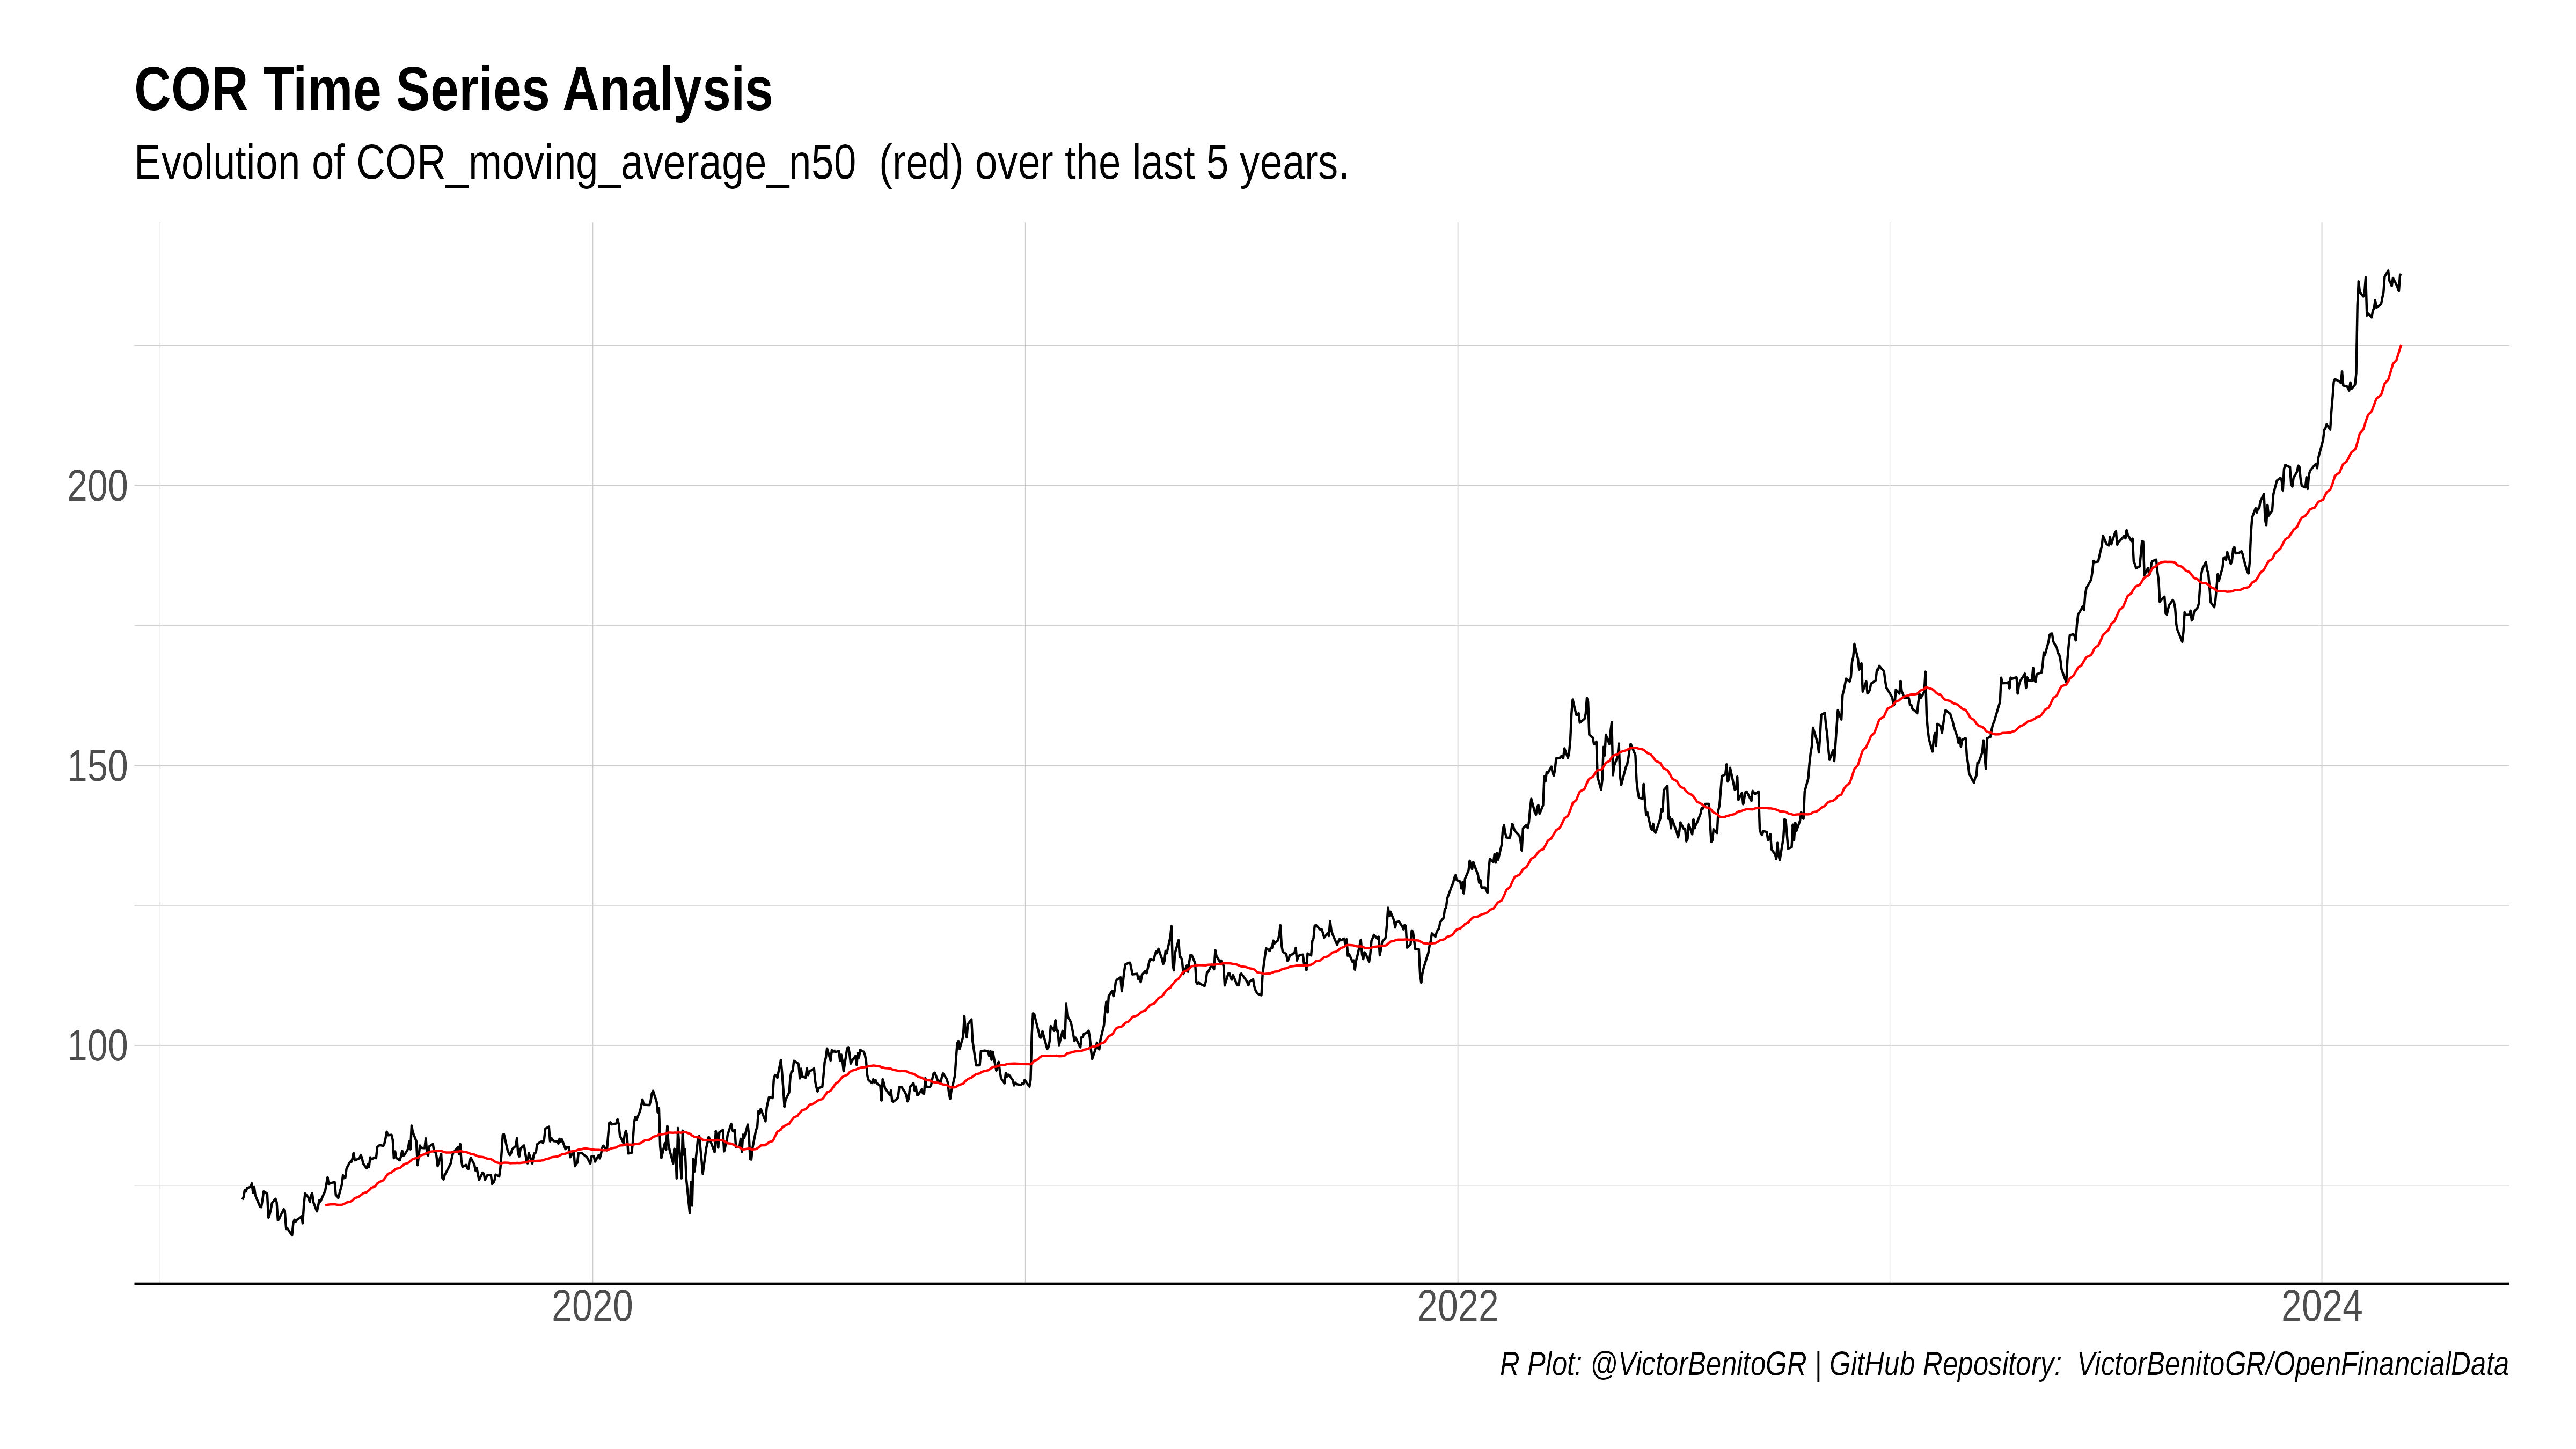 COR Time Series Analysis
Evolution of COR_moving_average_n50  (red) over the last 5 years.
200
150
100
2020
2022
2024
R Plot: @VictorBenitoGR | GitHub Repository:  VictorBenitoGR/OpenFinancialData